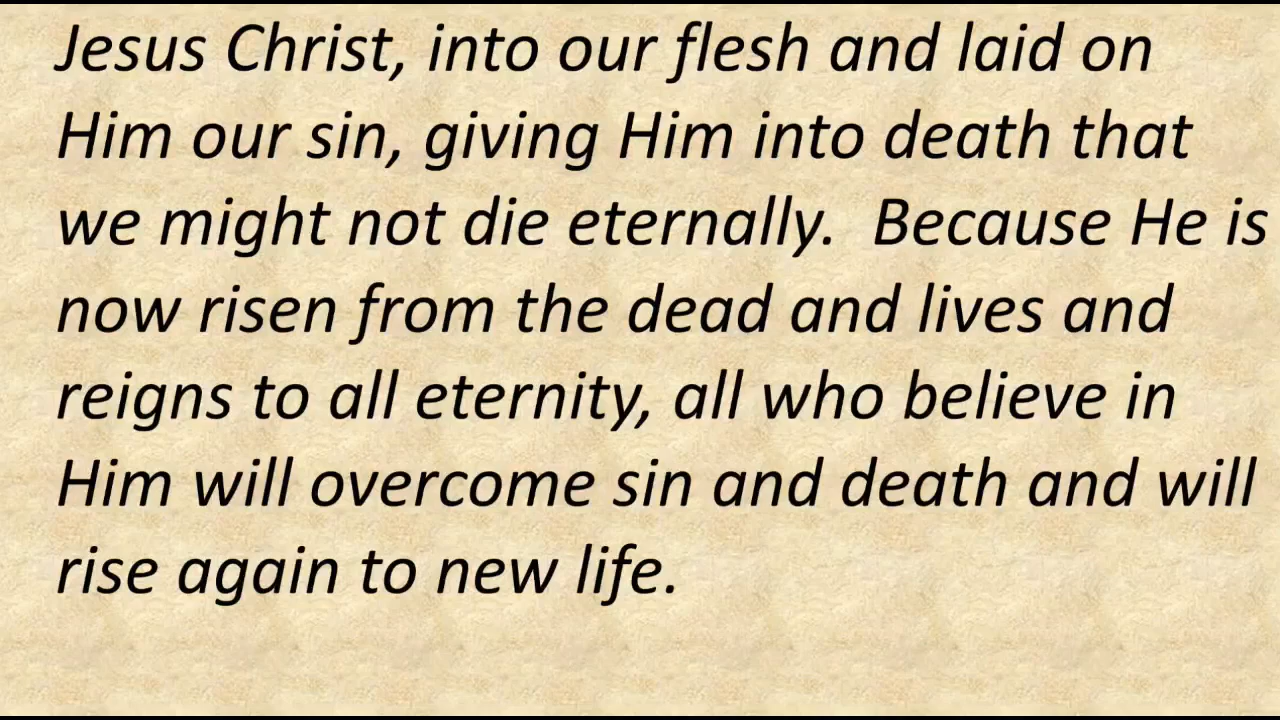 Jesus Christ, into our flesh and laid on
Him our sin, giving Him into death that
we might not die eternally.  Because He is
now risen from the dead and lives and
reigns to all eternity, all who believe in
Him will overcome sin and death and will
rise again to new life.